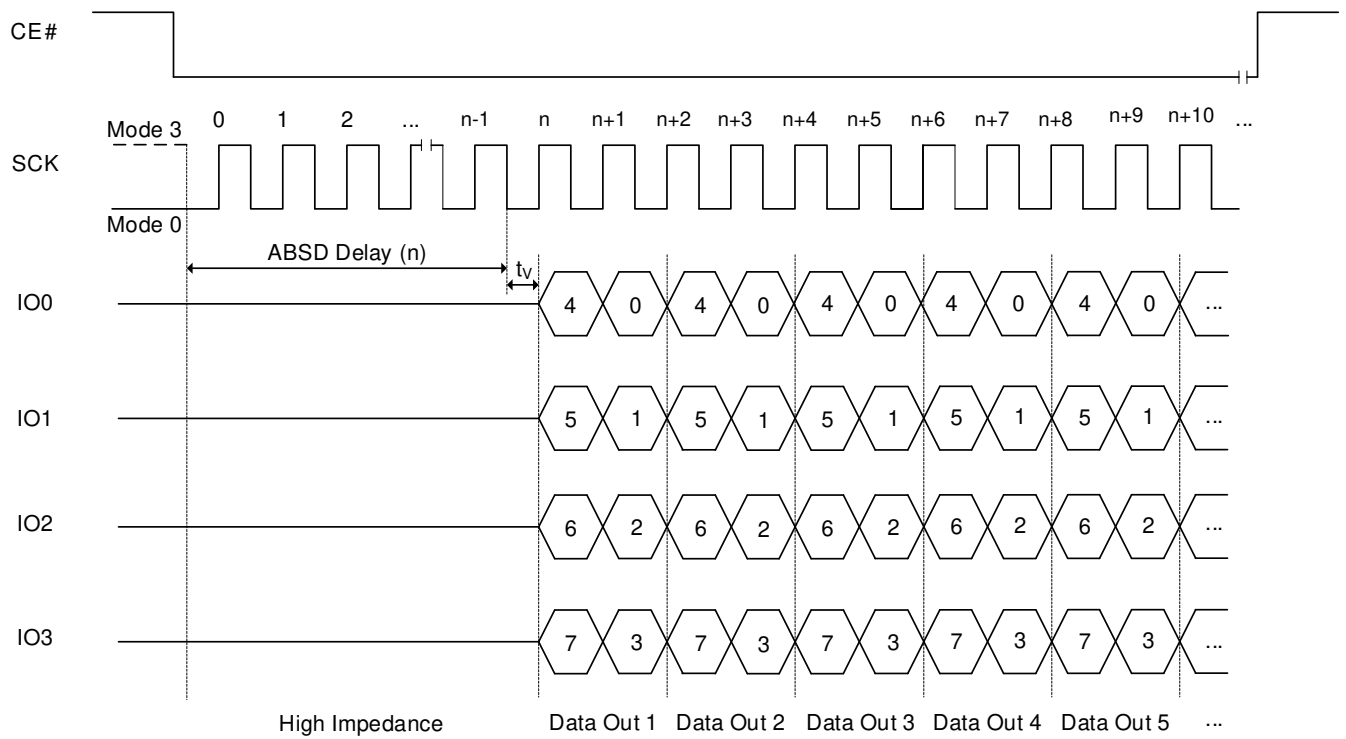 CE#
0 1 2 ... n-1 n n+1 n+2 n+3 n+4 n+5 n+6 n+7 n+8 n+9 n+10 ...
Mode 3
SCK
Mode 0
ABSD Delay (n)
tV
IO0 4 0 4 0 4 0 4 0 4 0 ...
IO1 5 1 5 1 5 1 5 1 5 1 ...
IO2 6 2 6 2 6 2 6 2 6 2 ...
IO3 7 3 7 3 7 3 7 3 7 3 ...
High Impedance Data Out 1 Data Out 2 Data Out 3 Data Out 4 Data Out 5 ...